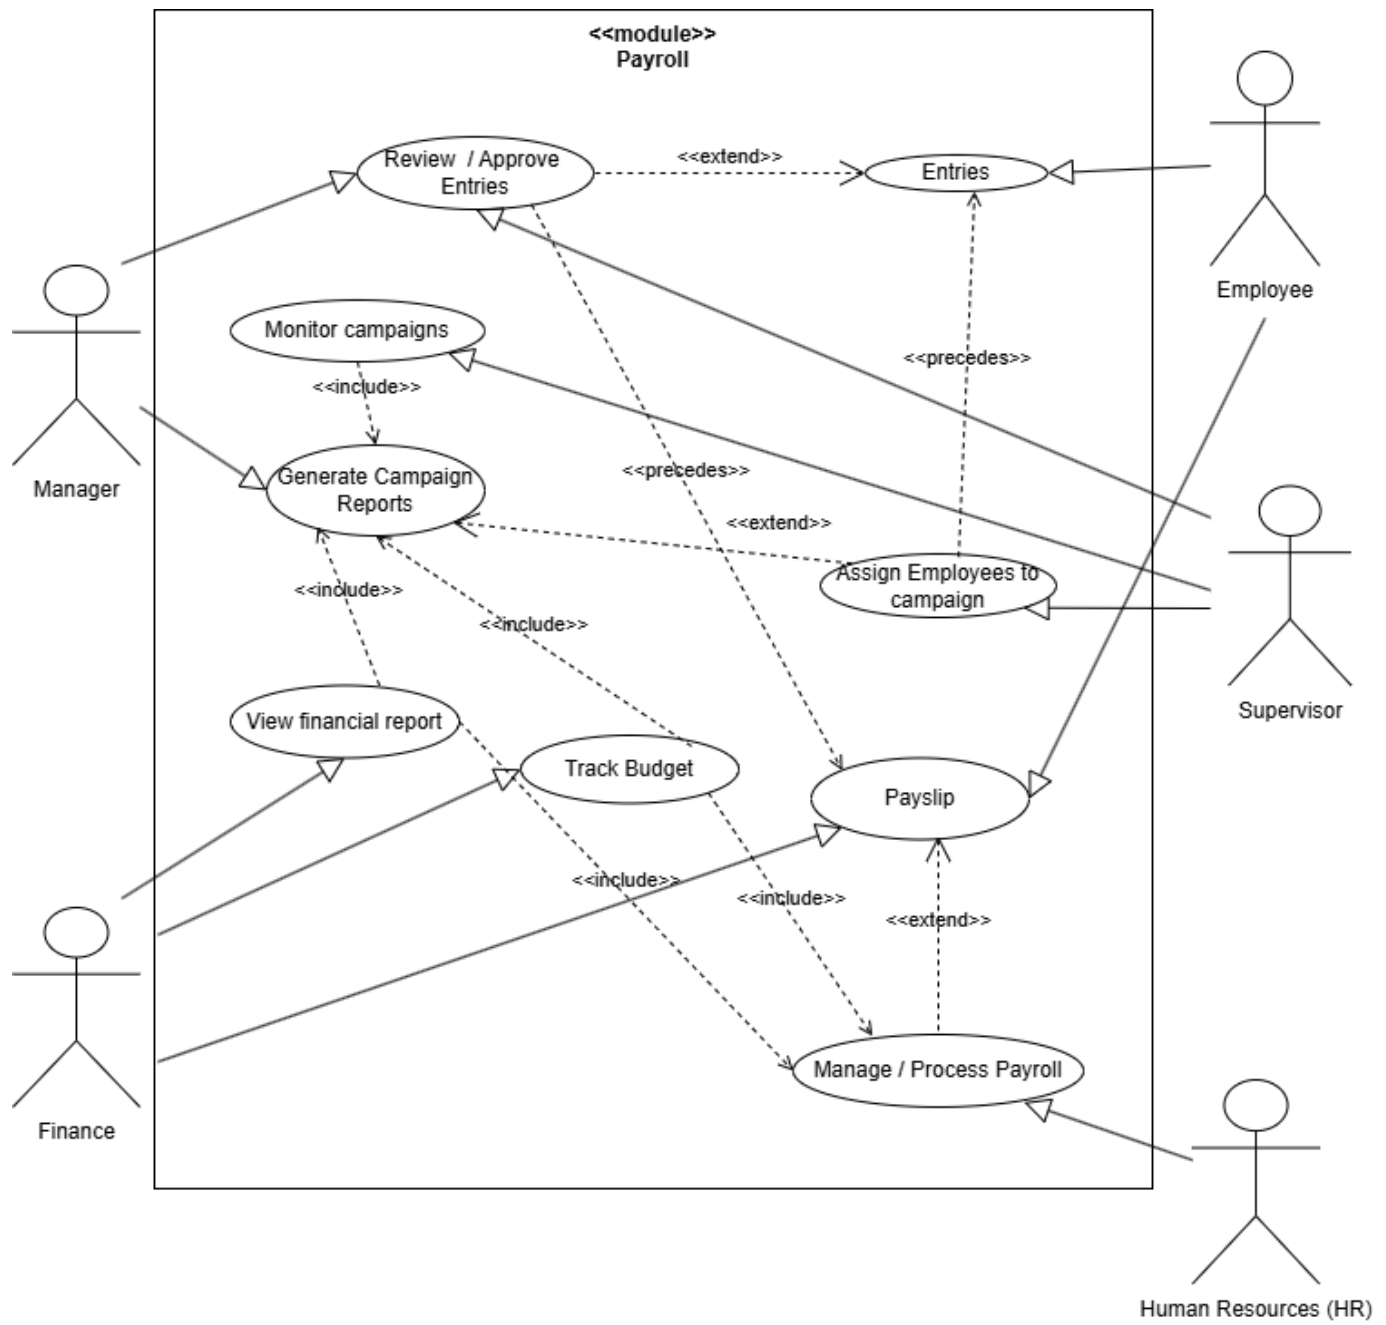 <<module>>
Payroll
Review / Approve
Entries
<<extend>>
Entries
Employee
Monitor campaigns
<<include>>
<<precedes>>
Manager
Generate Campaign
Reports
<<precedes>>
<<extend>>
Assign Employees to
campaign
<<include>>
<<include>>
Supervisor
View financial report
Track Budget
Payslip
<<include>>
<<include>>
<<extend>>
Manage / Process Payroll
Finance
Human Resources (HR)